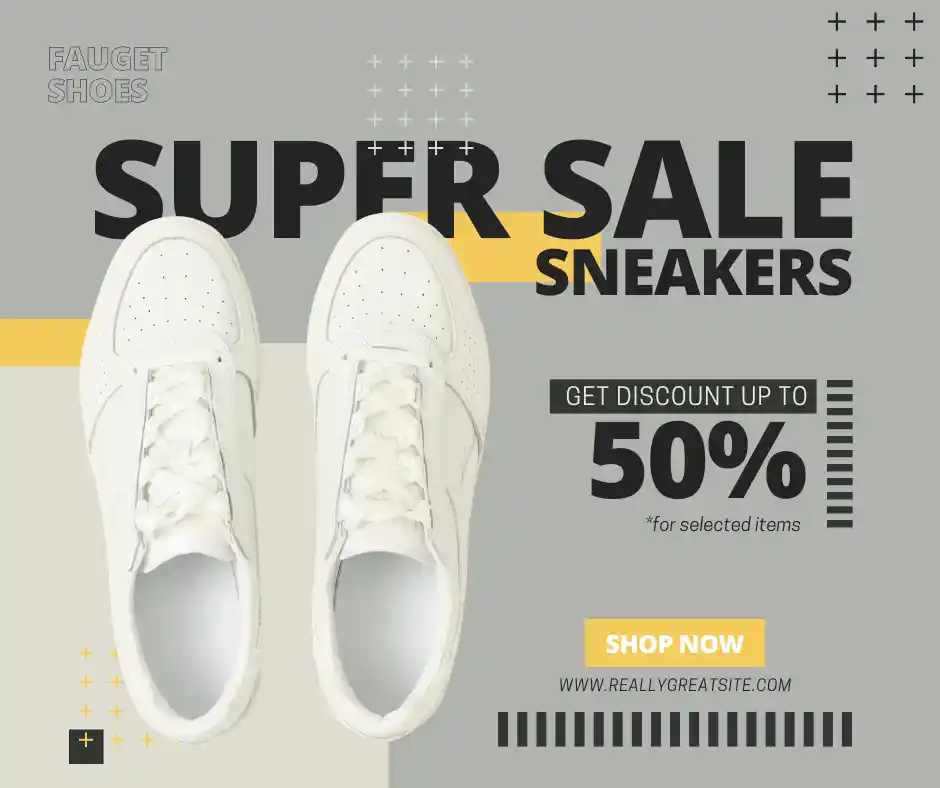 FAUGET
SHOES
SUPER SALE
SNEAKERS
GET DISCOUNT UP TO
50%
*for selected items
SHOP NOW
WWW.REALLYGREATSITE.COM